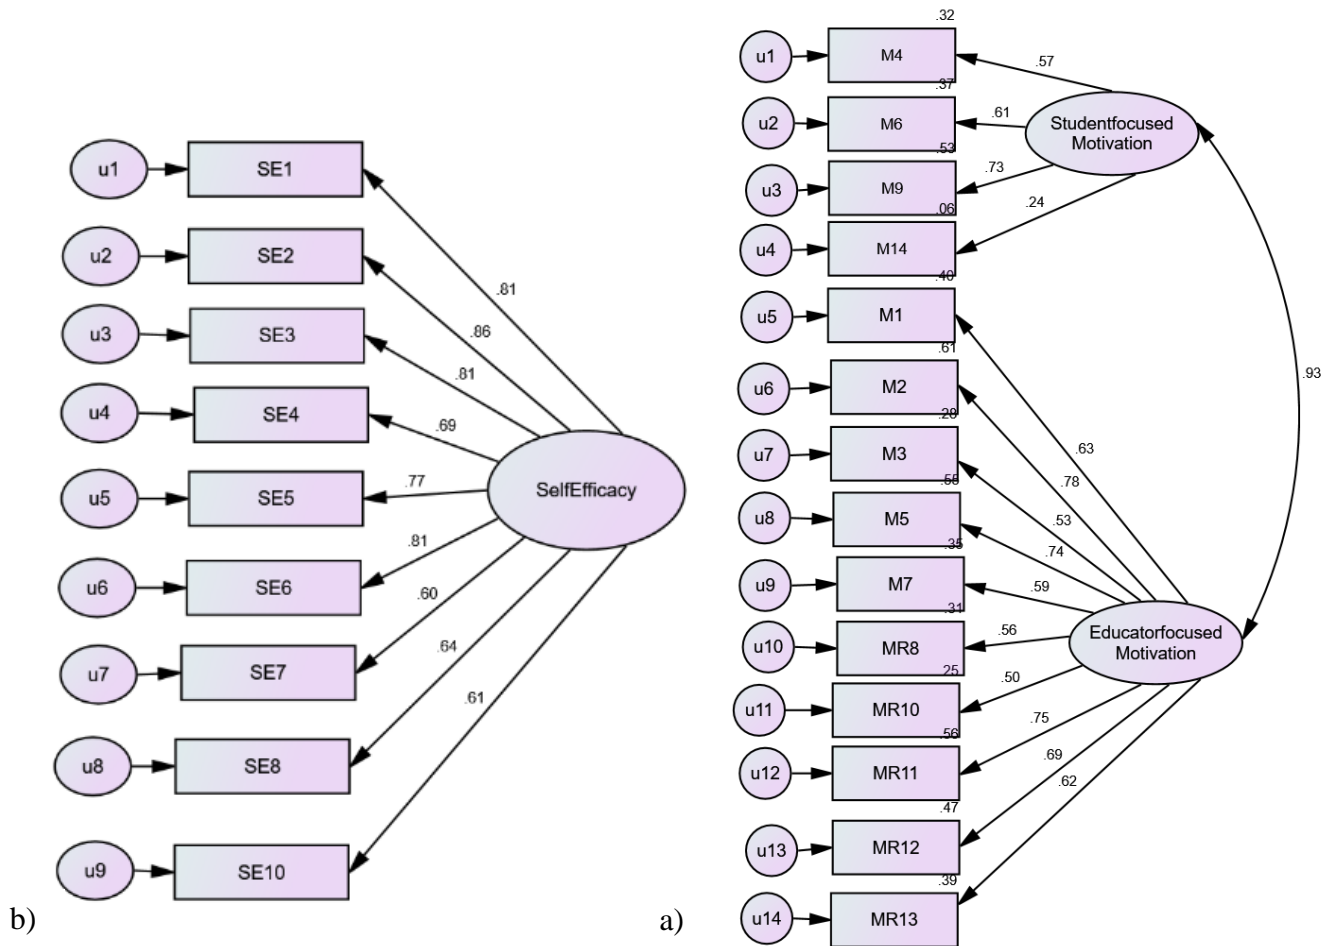 u1
SE1
u2
SE2
u3
SE3
u4
SE4
u5
SE5
u6
SE6
u7
SE7
u8
SE8
u9
SE10
.81
.86
.81
.69
.77
.81
.60
.64
.61
SelfEfficacy
b)
.32
u1
M4
.57
.37
u2
M6
.61
.53
u3
M9
.73
.06
u4
M14
.24
Studentfocused
Motivation
.40
u5
M1
.63
.61
u6
M2
.78
.28
u7
M3
.53
.55
u8
M5
.74
.35
u9
M7
.59
.31
u10
MR8
.56
.25
u11
MR10
.50
.56
u12
MR11
.75
.47
u13
MR12
.69
.39
u14
MR13
.62
Educatorfocused
Motivation
.93
a)